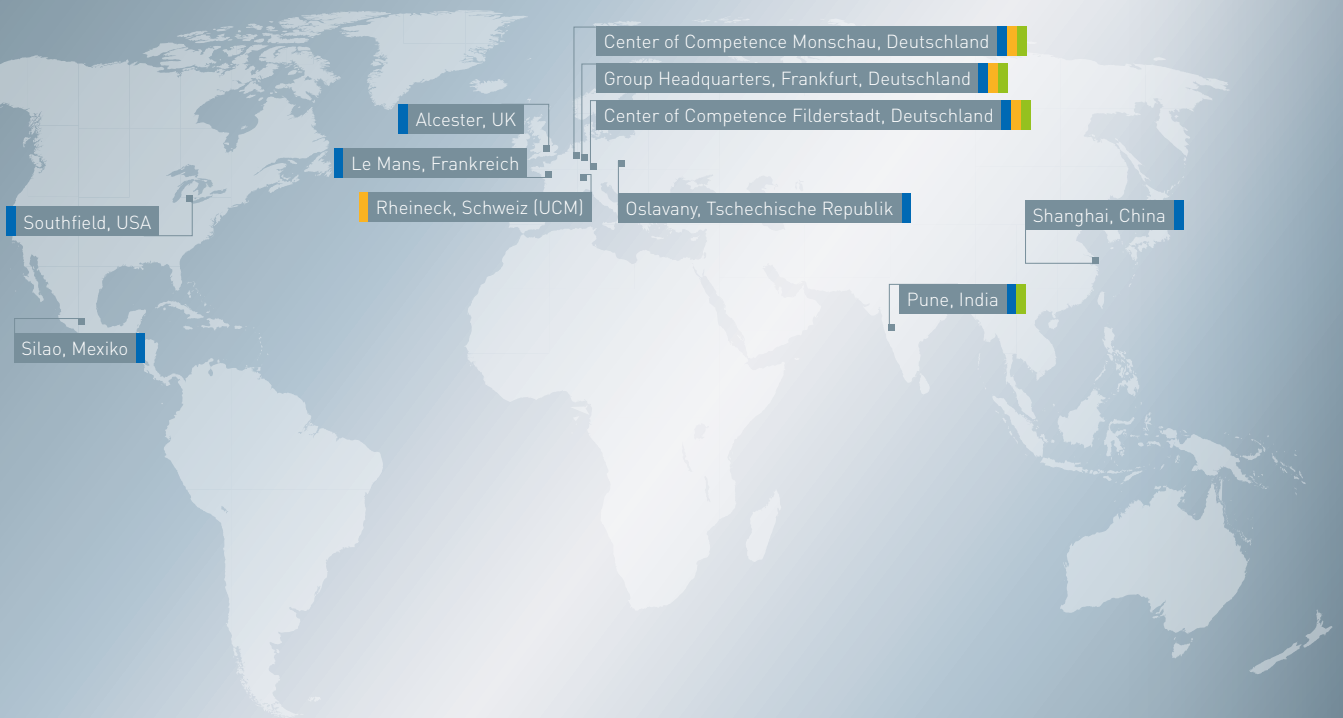 Center of Competence Monschau, Deutschland
Group Headquarters, Frankfurt, Deutschland
Center of Competence Filderstadt, Deutschland
Alcester, UK
Le Mans, Frankreich
Rheineck, Schweiz (UCM)
Oslavany, Tschechische Republik
Southfield, USA
Shanghai, China
Pune, India
Silao, Mexiko